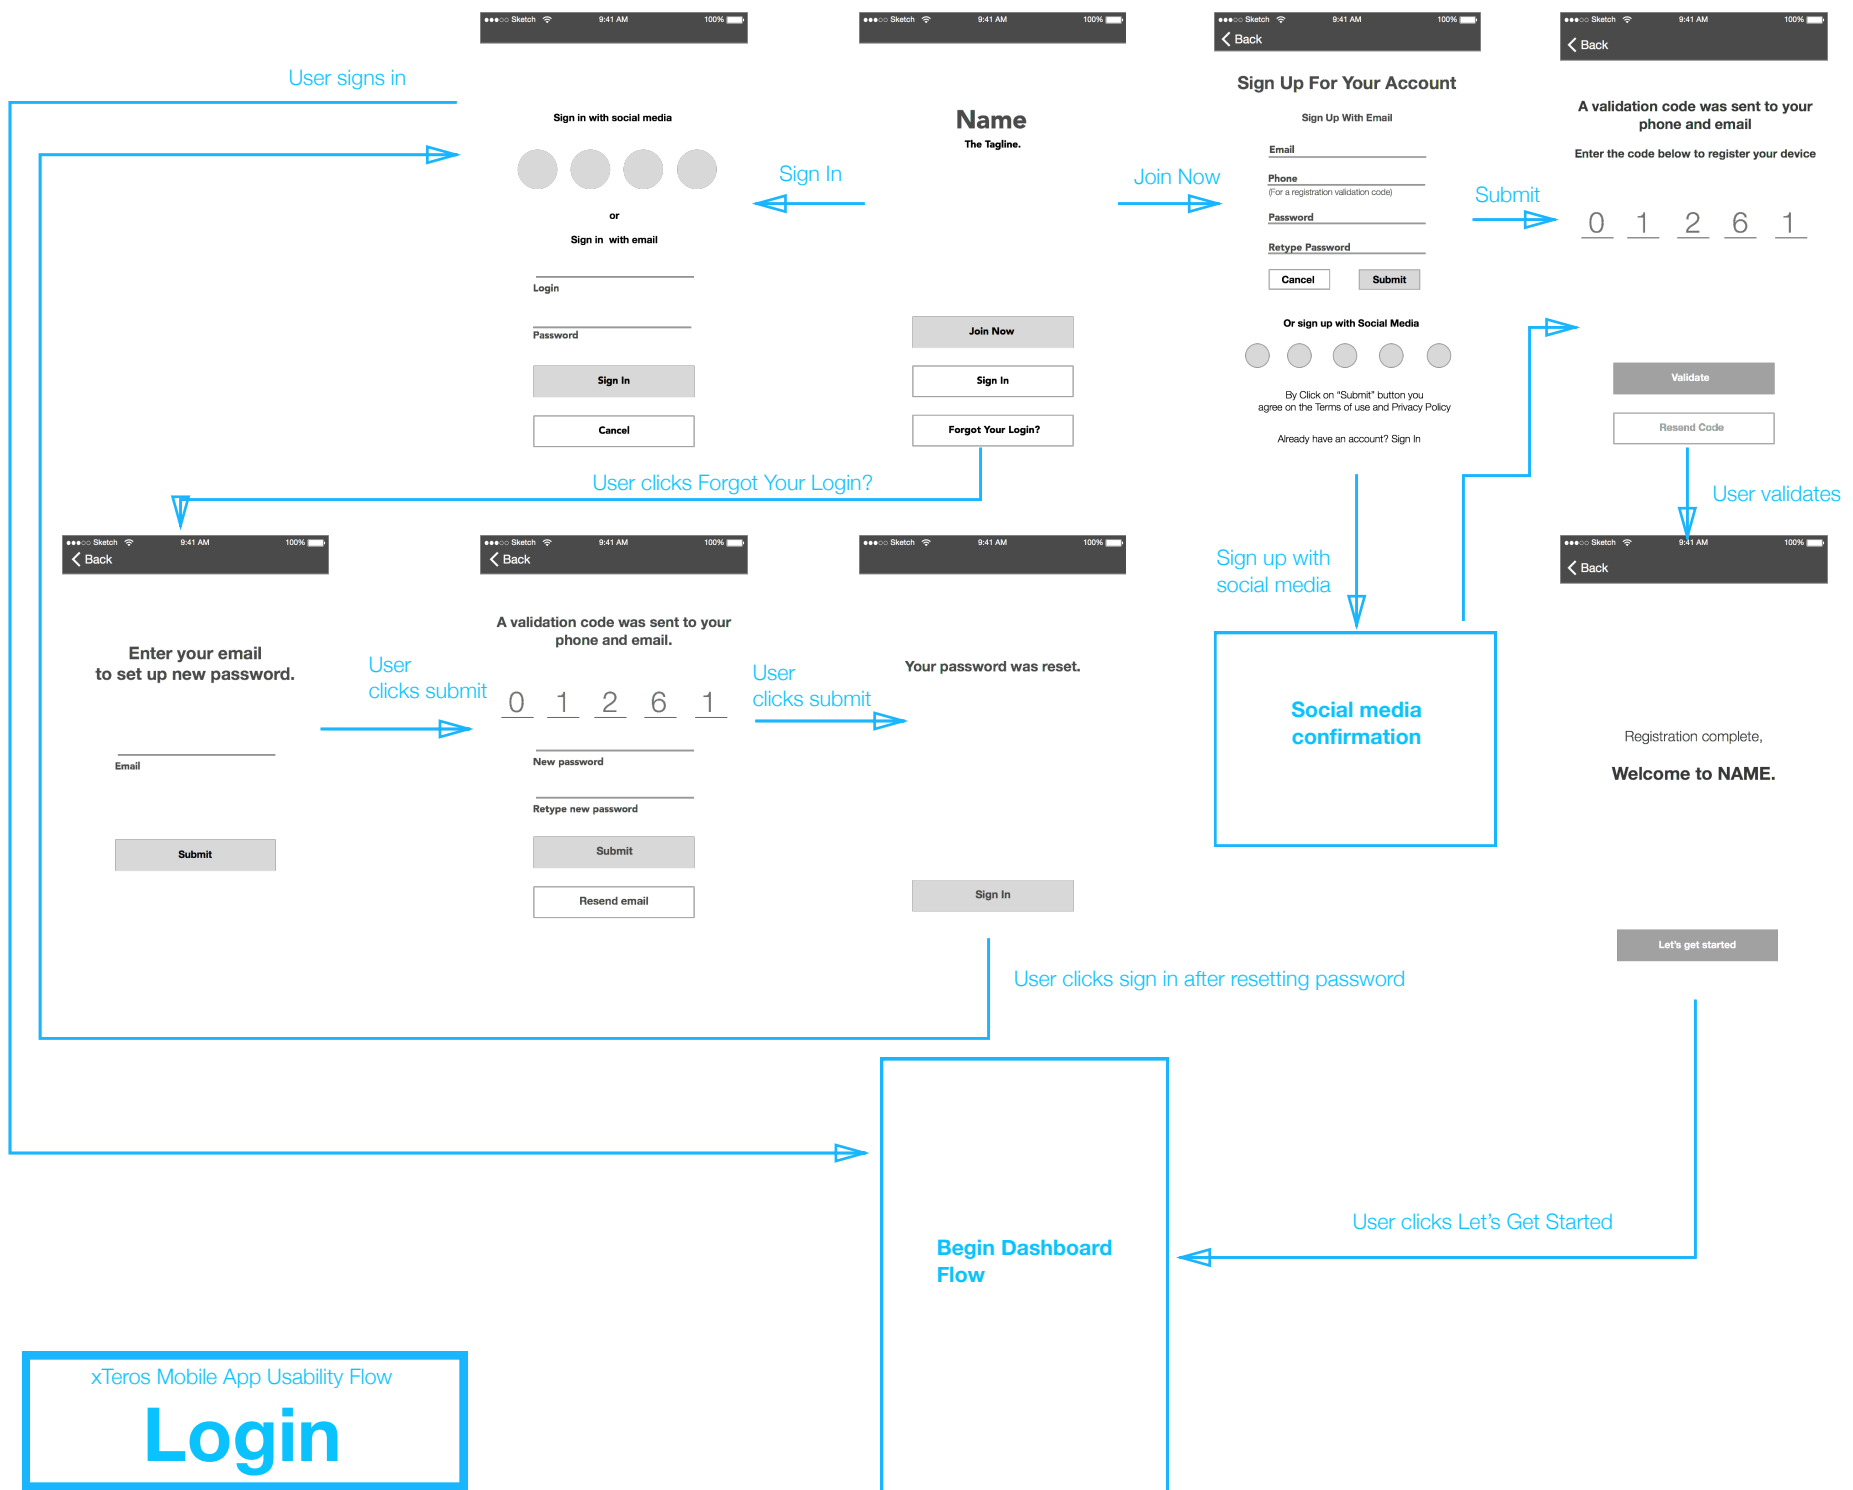 ●●●○○ Sketch 9:41 AM 100%
●●●○○ Sketch 9:41 AM 100%
●●●○○ Sketch 9:41 AM 100%
Back
●●●○○ Sketch 9:41 AM 100%
Back
User signs in
Sign in with social media
or
Sign in with email
Login
Password
Sign In
Cancel
Sign In
Name
The Tagline.
Join Now
Sign In
Forgot Your Login?
Join Now
Sign Up For Your Account
Sign Up With Email
Email
Phone
(For a registration validation code)
Password
Retype Password
Cancel
Submit
Or sign up with Social Media
By Click on “Submit” button you
agree on the Terms of use and Privacy Policy
Already have an account? Sign In
Submit
A validation code was sent to your
phone and email
Enter the code below to register your device
0 1 2 6 1
Validate
Resend Code
User clicks Forgot Your Login?
User validates
●●●○○ Sketch 9:41 AM 100%
Back
Enter your email
to set up new password.
Email
Submit
User
clicks submit
●●●○○ Sketch 9:41 AM 100%
Back
A validation code was sent to your
phone and email.
0 1 2 6 1
New password
Retype new password
Submit
Resend email
User
clicks submit
●●●○○ Sketch 9:41 AM 100%
Your password was reset.
Sign In
Sign up with
social media
Social media
confirmation
●●●○○ Sketch 9:41 AM 100%
Back
Registration complete,
Welcome to NAME.
Let’s get started
User clicks sign in after resetting password
User clicks Let’s Get Started
Begin Dashboard
Flow
xTeros Mobile App Usability Flow
Login